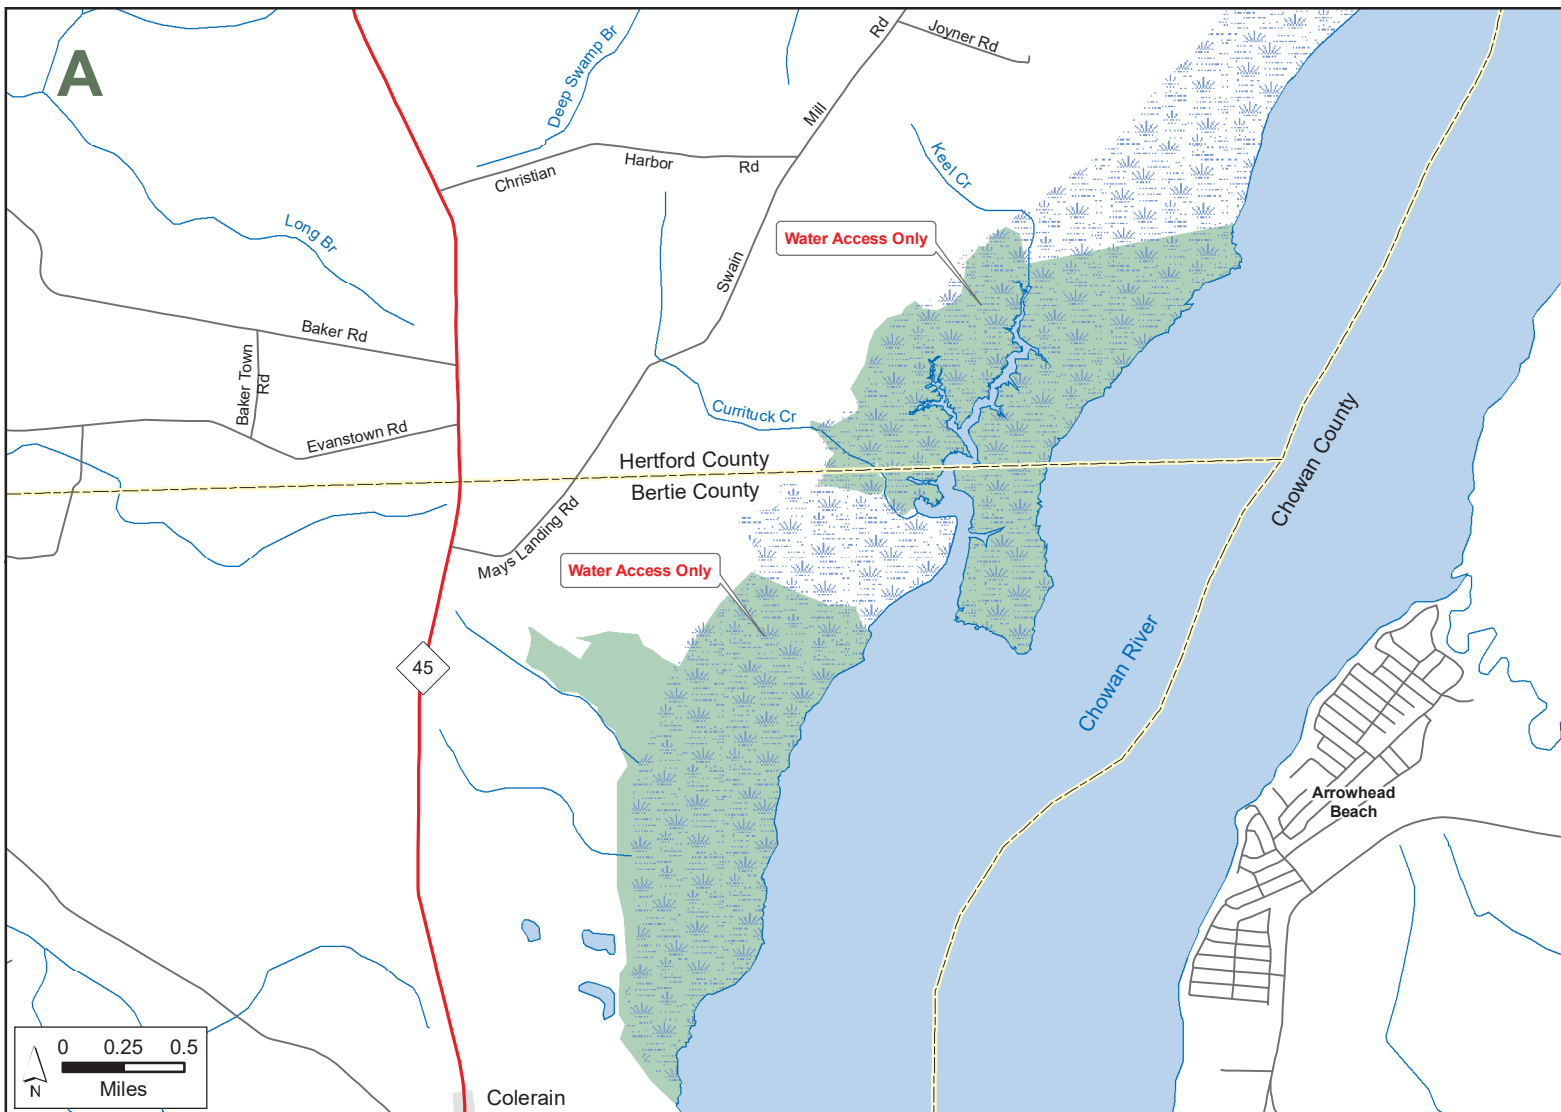 A
Deep Swamp Br
Rd
Joyner Rd
Mill
Christian
Harbor
Rd
Keel Cr
Long Br
Water Access Only
Swain
Baker Rd
Baker Town
Rd
Currituck Cr
Evanstown Rd
Hertford County
Bertie County
Chowan County
Mays Landing Rd
Water Access Only
45
Chowan River
Arrowhead
Beach
0 0.25 0.5
Miles
N
Colerain